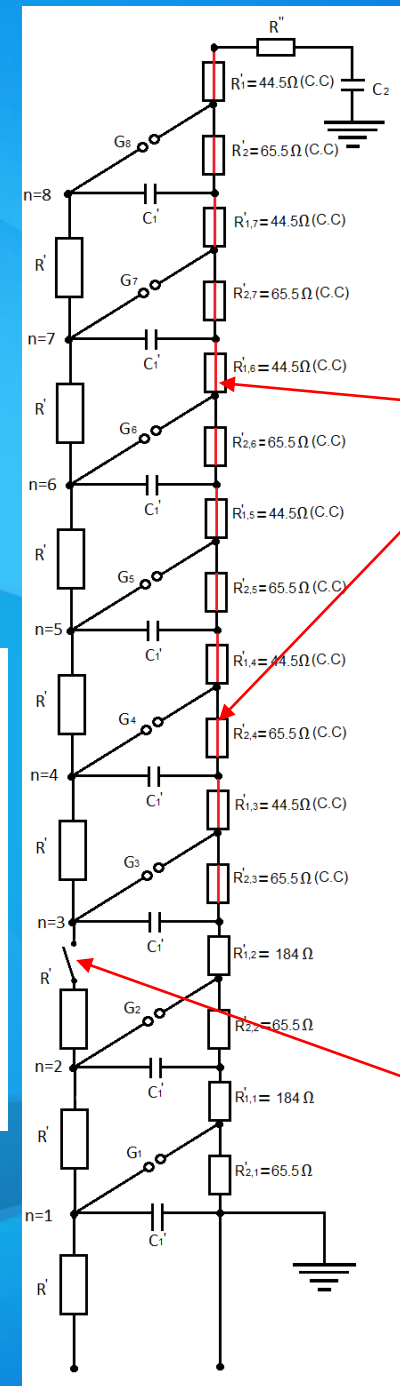 R''
R'₁=44.5Ω(C.C)
C₂
G₈
R'₂=65.5Ω(C.C)
n=8
C₁'
R'₁,₇=44.5Ω(C.C)
R'
G₇
R'₂,₇=65.5Ω(C.C)
n=7
C₁'
R'₁,₆=44.5Ω(C.C)
R'
G₆
R'₂,₆=65.5Ω(C.C)
n=6
C₁'
R'₁,₅=44.5Ω(C.C)
R'
G₅
R'₂,₅=65.5Ω(C.C)
n=5
C₁'
R'₁,₄=44.5Ω(C.C)
R'
G₄
R'₂,₄=65.5Ω(C.C)
n=4
C₁'
R'₁,₃=44.5Ω(C.C)
R'
G₃
R'₂,₃=65.5Ω(C.C)
n=3
C₁'
R'₁,₂= 184 Ω
R'
G₂
R'₂,₂=65.5Ω
n=2
C₁'
R'₁,₁= 184 Ω
R'
G₁
R'₂,₁=65.5Ω
n=1
C₁'
R'